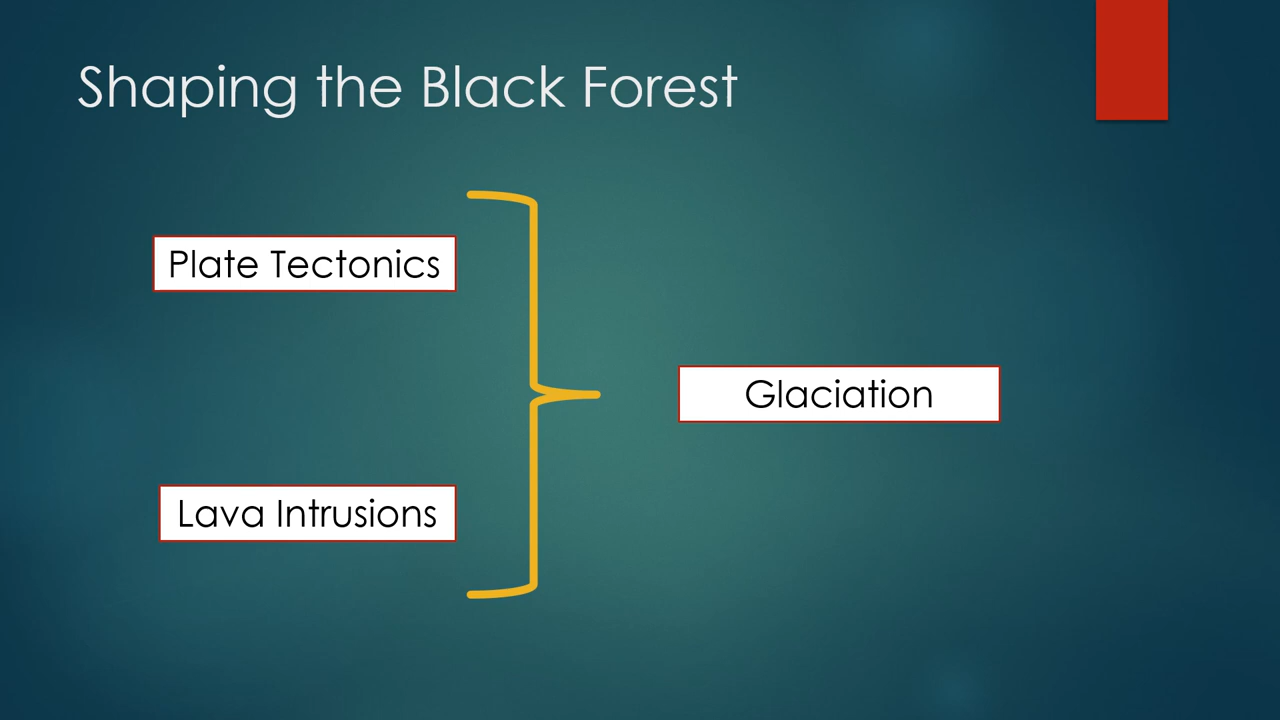 Shaping the Black Forest
Plate Tectonics
Glaciation
Lava Intrusions